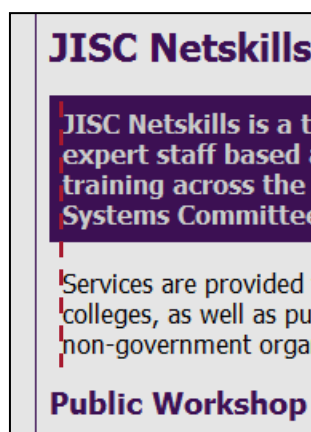 JISC Netskills
JISC Netskills is a t
expert staff based
training across the
Systems Committe
Services are provided
colleges, as well as pu
non-government orga
Public Workshop